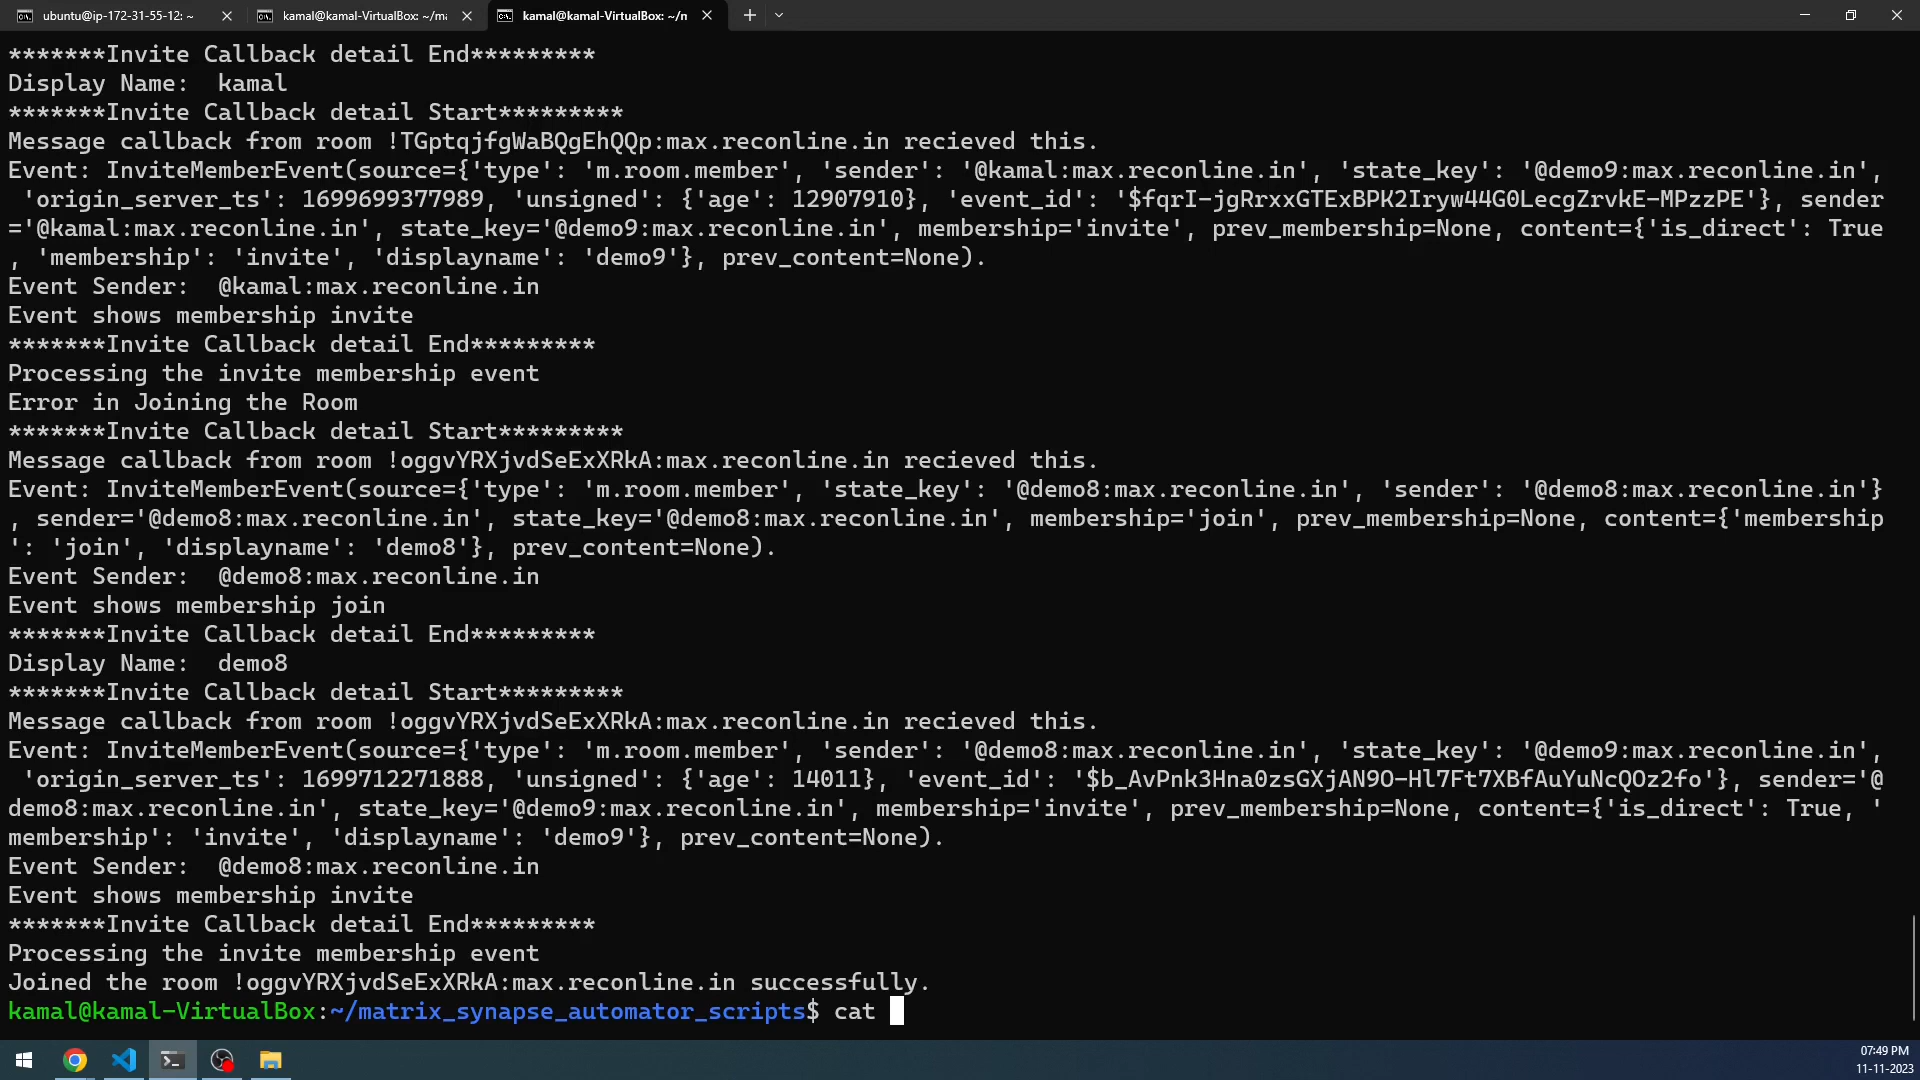 ubuntu@ip-172-31-55-12: ~
kamal@kamal-VirtualBox: ~/ma
kamal@kamal-VirtualBox: ~/n
*******Invite Callback detail End*********
Display Name:  kamal
*******Invite Callback detail Start*********
Message callback from room !TGptqjfgWaBQgEhQQp:max.reconline.in recieved this.
Event: InviteMemberEvent(source={'type': 'm.room.member', 'sender': '@kamal:max.reconline.in', 'state_key': '@demo9:max.reconline.in',
 'origin_server_ts': 1699699377989, 'unsigned': {'age': 12907910}, 'event_id': '$fqrI-jgRrxxGTExBPK2Iryw44G0LecgZrvkE-MPzzPE'}, sender
='@kamal:max.reconline.in', state_key='@demo9:max.reconline.in', membership='invite', prev_membership=None, content={'is_direct': True
, 'membership': 'invite', 'displayname': 'demo9'}, prev_content=None).
Event Sender:  @kamal:max.reconline.in
Event shows membership invite
*******Invite Callback detail End*********
Processing the invite membership event
Error in Joining the Room
*******Invite Callback detail Start*********
Message callback from room !oggvYRXjvdSeExXRkA:max.reconline.in recieved this.
Event: InviteMemberEvent(source={'type': 'm.room.member', 'state_key': '@demo8:max.reconline.in', 'sender': '@demo8:max.reconline.in'}
, sender='@demo8:max.reconline.in', state_key='@demo8:max.reconline.in', membership='join', prev_membership=None, content={'membership
': 'join', 'displayname': 'demo8'}, prev_content=None).
Event Sender:  @demo8:max.reconline.in
Event shows membership join
*******Invite Callback detail End*********
Display Name:  demo8
*******Invite Callback detail Start*********
Message callback from room !oggvYRXjvdSeExXRkA:max.reconline.in recieved this.
Event: InviteMemberEvent(source={'type': 'm.room.member', 'sender': '@demo8:max.reconline.in', 'state_key': '@demo9:max.reconline.in',
 'origin_server_ts': 1699712271888, 'unsigned': {'age': 14011}, 'event_id': '$b_AvPnk3Hna0zsGXjAN9O-Hl7Ft7XBfAuYuNcQOz2fo'}, sender='@
demo8:max.reconline.in', state_key='@demo9:max.reconline.in', membership='invite', prev_membership=None, content={'is_direct': True, '
membership': 'invite', 'displayname': 'demo9'}, prev_content=None).
Event Sender:  @demo8:max.reconline.in
Event shows membership invite
*******Invite Callback detail End*********
Processing the invite membership event
Joined the room !oggvYRXjvdSeExXRkA:max.reconline.in successfully.
kamal@kamal-VirtualBox:~/matrix_synapse_automator_scripts$ cat
07:49 PM
11-11-2023